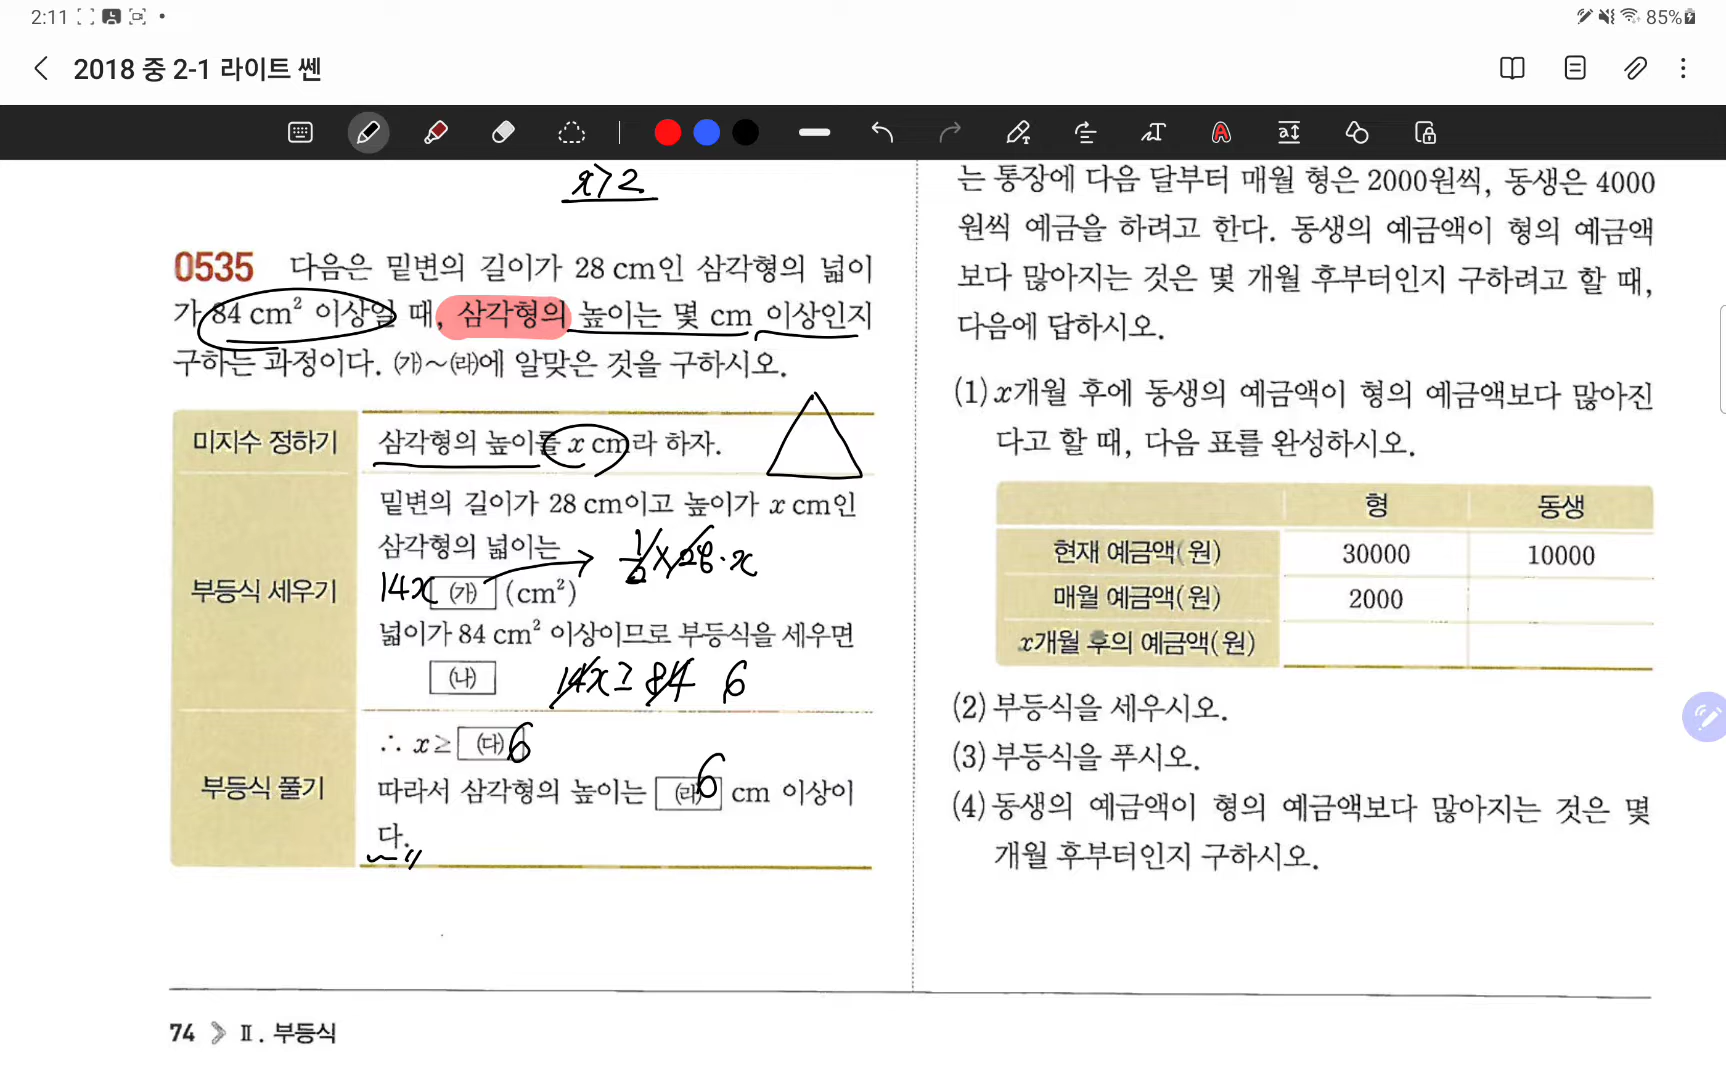 2:11
85%
2018 중 2-1 라이트 쎈
x>2
0535 다음은 밑변의 길이가 28 cm인 삼각형의 넓이
가 84 cm² 이상일 때, 삼각형의 높이는 몇 cm 이상인지
구하는 과정이다. ㈎~㈑에 알맞은 것을 구하시오.
미지수 정하기
삼각형의 높이를 x cm라 하자.
부등식 세우기
밑변의 길이가 28 cm이고 높이가 x cm인
삼각형의 넓이는
1/2 × 28 · x
14x ㈎ (cm²)
넓이가 84 cm² 이상이므로 부등식을 세우면
㈏ 14x ≥ 84 6
부등식 풀기
∴ x≥ ㈐ 6
따라서 삼각형의 높이는 ㈑ 6 cm 이상이
다.
74 Ⅱ. 부등식
는 통장에 다음 달부터 매월 형은 2000원씩, 동생은 4000
원씩 예금을 하려고 한다. 동생의 예금액이 형의 예금액
보다 많아지는 것은 몇 개월 후부터인지 구하려고 할 때,
다음에 답하시오.
(1) x개월 후에 동생의 예금액이 형의 예금액보다 많아진
다고 할 때, 다음 표를 완성하시오.
형 동생
현재 예금액(원) 30000 10000
매월 예금액(원) 2000
x개월 후의 예금액(원)
(2) 부등식을 세우시오.
(3) 부등식을 푸시오.
(4) 동생의 예금액이 형의 예금액보다 많아지는 것은 몇
개월 후부터인지 구하시오.